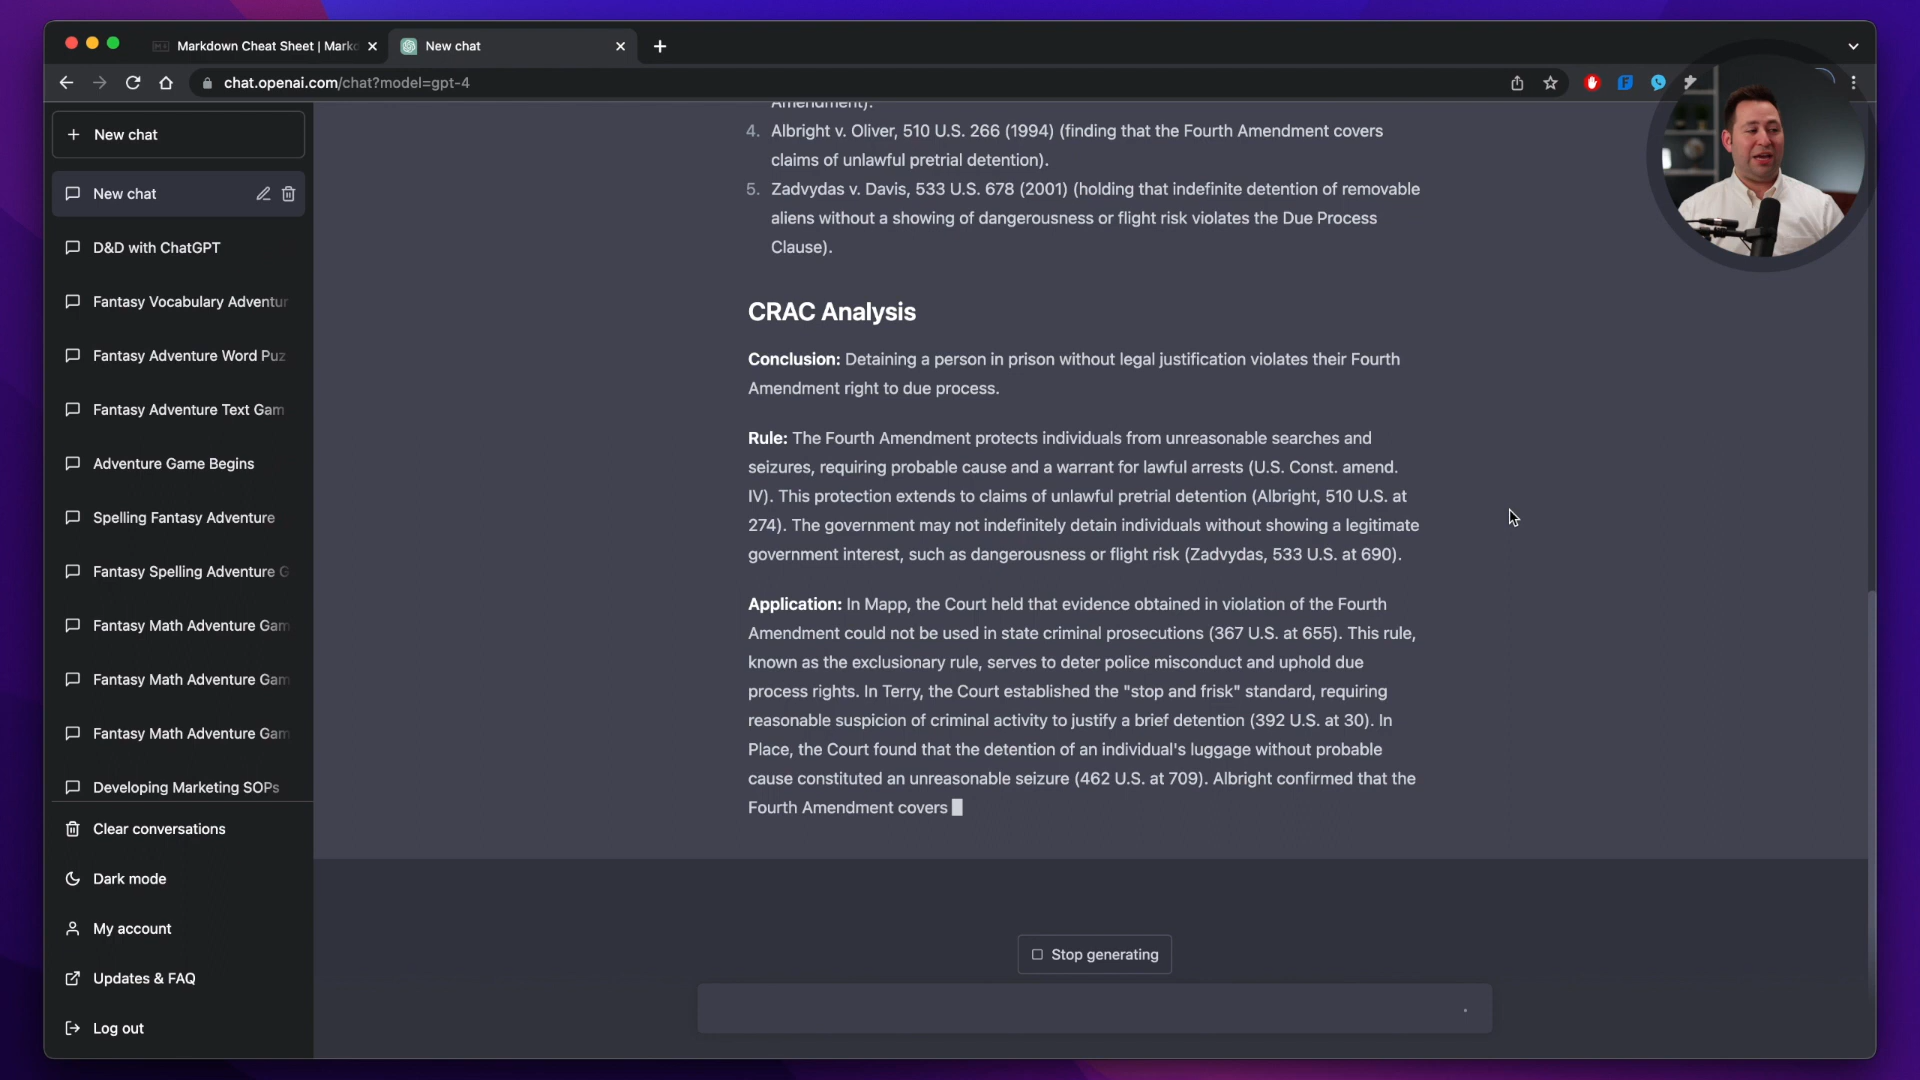 Markdown Cheat Sheet | Markd
New chat
chat.openai.com/chat?model=gpt-4
New chat
New chat
D&D with ChatGPT
Fantasy Vocabulary Adventur
Fantasy Adventure Word Puz
Fantasy Adventure Text Gam
Adventure Game Begins
Spelling Fantasy Adventure
Fantasy Spelling Adventure G
Fantasy Math Adventure Gam
Fantasy Math Adventure Gam
Fantasy Math Adventure Gam
Developing Marketing SOPs
Clear conversations
Dark mode
My account
Updates & FAQ
Log out
Amendment).
4. Albright v. Oliver, 510 U.S. 266 (1994) (finding that the Fourth Amendment covers
claims of unlawful pretrial detention).
5. Zadvydas v. Davis, 533 U.S. 678 (2001) (holding that indefinite detention of removable
aliens without a showing of dangerousness or flight risk violates the Due Process
Clause).
CRAC Analysis
Conclusion: Detaining a person in prison without legal justification violates their Fourth
Amendment right to due process.
Rule: The Fourth Amendment protects individuals from unreasonable searches and
seizures, requiring probable cause and a warrant for lawful arrests (U.S. Const. amend.
IV). This protection extends to claims of unlawful pretrial detention (Albright, 510 U.S. at
274). The government may not indefinitely detain individuals without showing a legitimate
government interest, such as dangerousness or flight risk (Zadvydas, 533 U.S. at 690).
Application: In Mapp, the Court held that evidence obtained in violation of the Fourth
Amendment could not be used in state criminal prosecutions (367 U.S. at 655). This rule,
known as the exclusionary rule, serves to deter police misconduct and uphold due
process rights. In Terry, the Court established the "stop and frisk" standard, requiring
reasonable suspicion of criminal activity to justify a brief detention (392 U.S. at 30). In
Place, the Court found that the detention of an individual's luggage without probable
cause constituted an unreasonable seizure (462 U.S. at 709). Albright confirmed that the
Fourth Amendment covers
Stop generating